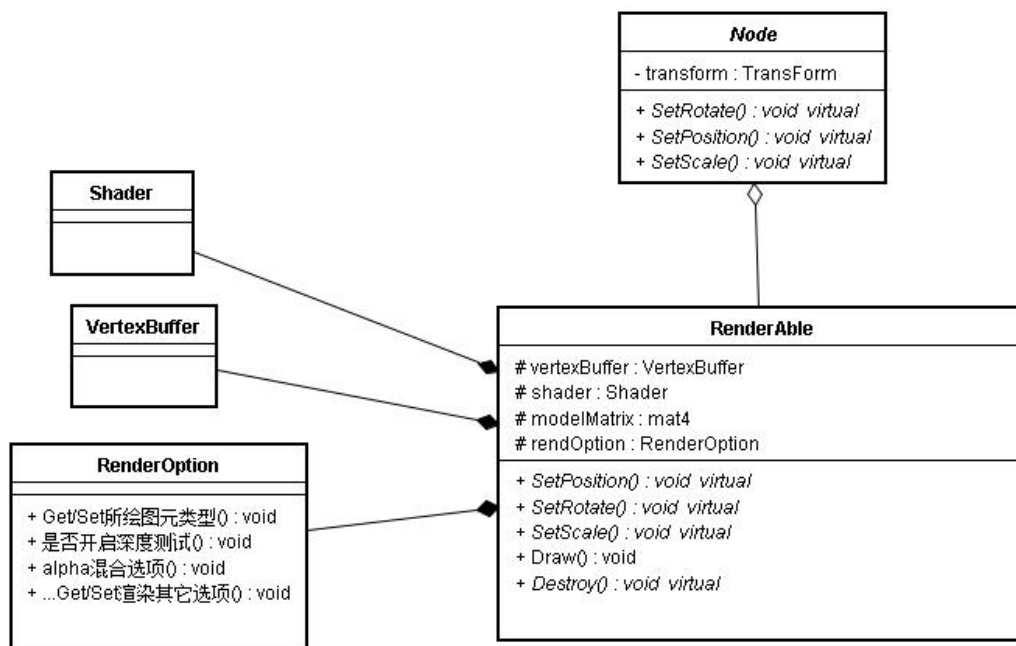 Node
- transform : TransForm
+ SetRotate() : void virtual
+ SetPosition() : void virtual
+ SetScale() : void virtual
Shader
VertexBuffer
RenderOption
+ Get/Set所绘图元类型() : void
+ 是否开启深度测试() : void
+ alpha混合选项() : void
+ ...Get/Set渲染其它选项() : void
RenderAble
# vertexBuffer : VertexBuffer
# shader : Shader
# modelMatrix : mat4
# rendOption : RenderOption
+ SetPosition() : void virtual
+ SetRotate() : void virtual
+ SetScale() : void virtual
+ Draw() : void
+ Destroy() : void virtual